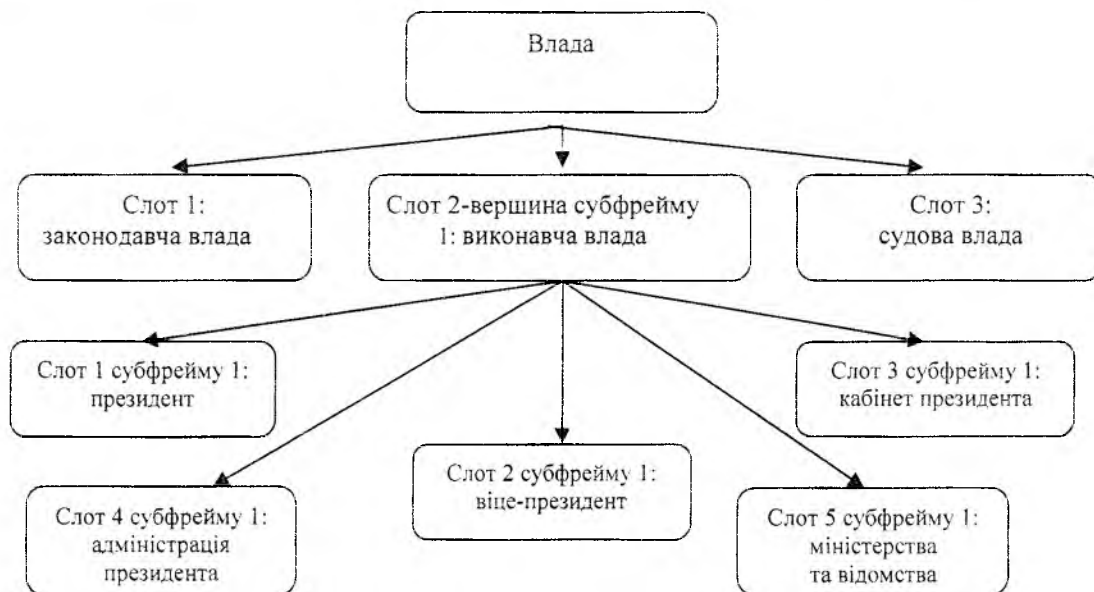 Влада
Слот 1:
законодавча влада
Слот 2-вершина субфрейму
1: виконавча влада
Слот 3:
судова влада
Слот 1 субфрейму 1:
президент
Слот 3 субфрейму 1:
кабінет президента
Слот 4 субфрейму 1:
адміністрація
президента
Слот 2 субфрейму 1:
віце-президент
Слот 5 субфрейму 1:
міністерства
та відомства